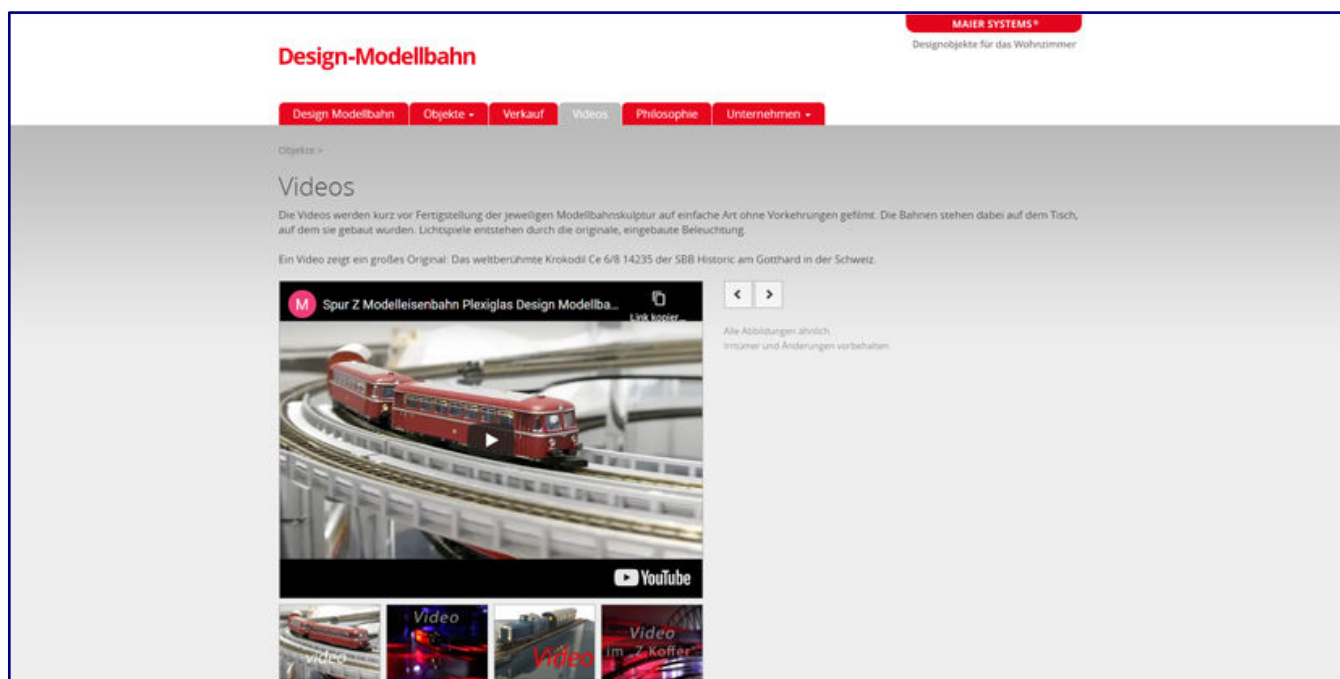 MAIER SYSTEMS®
Designobjekte für das Wohnzimmer
Design-Modellbahn
Design Modellbahn Objekte Verkauf Videos Philosophie Unternehmen
Objekte >
Videos
Die Videos werden kurz vor Fertigstellung der jeweiligen Modellbahnskulptur auf einfache Art ohne Vorkehrungen gefilmt. Die Bahnen stehen dabei auf dem Tisch,
auf dem sie gebaut wurden. Lichtspiele entstehen durch die originale, eingebaute Beleuchtung.
Ein Video zeigt ein großes Original: Das weltberühmte Krokodil Ce 6/8 14235 der SBB Historic am Gotthard in der Schweiz.
M Spur Z Modelleisenbahn Plexiglas Design Modellba...
Link kopier...
Alle Abbildungen ähnlich.
Irrtümer und Änderungen vorbehalten.
YouTube
Video
Video
Video
Video
im „Z Koffer"